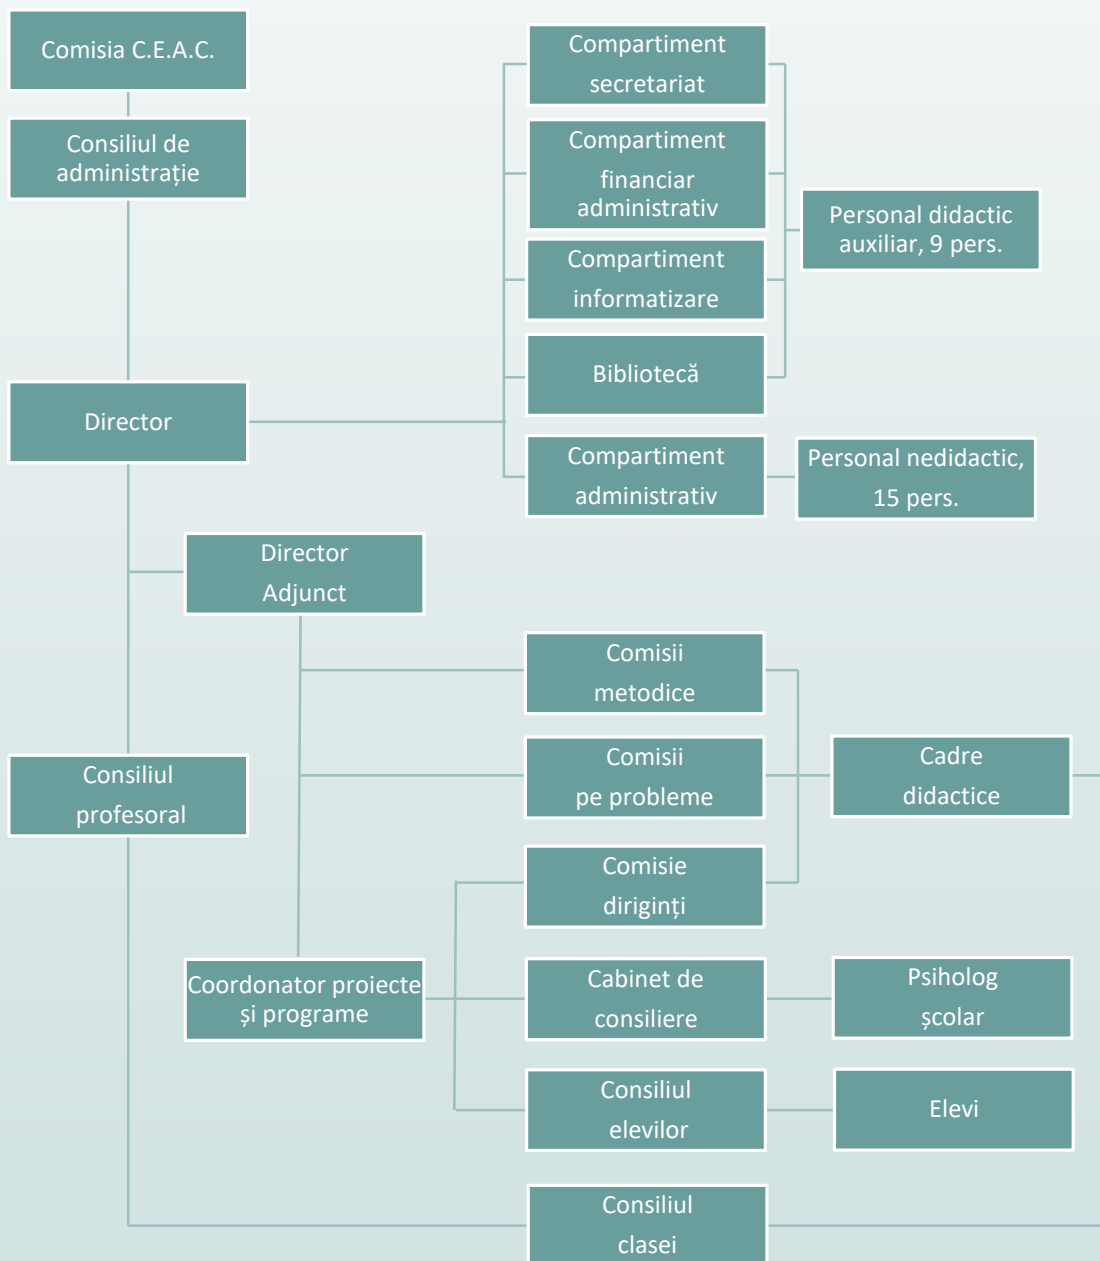 Comisia C.E.A.C.
Consiliul de
administrație
Director
Consiliul
profesoral
Director
Adjunct
Coordonator proiecte
și programe
Compartiment
secretariat
Compartiment
financiar
administrativ
Compartiment
informatizare
Bibliotecă
Compartiment
administrativ
Personal didactic
auxiliar, 9 pers.
Personal nedidactic,
15 pers.
Comisii
metodice
Comisii
pe probleme
Comisie
diriginți
Cabinet de
consiliere
Consiliul
elevilor
Consiliul
clasei
Cadre
didactice
Psiholog
școlar
Elevi